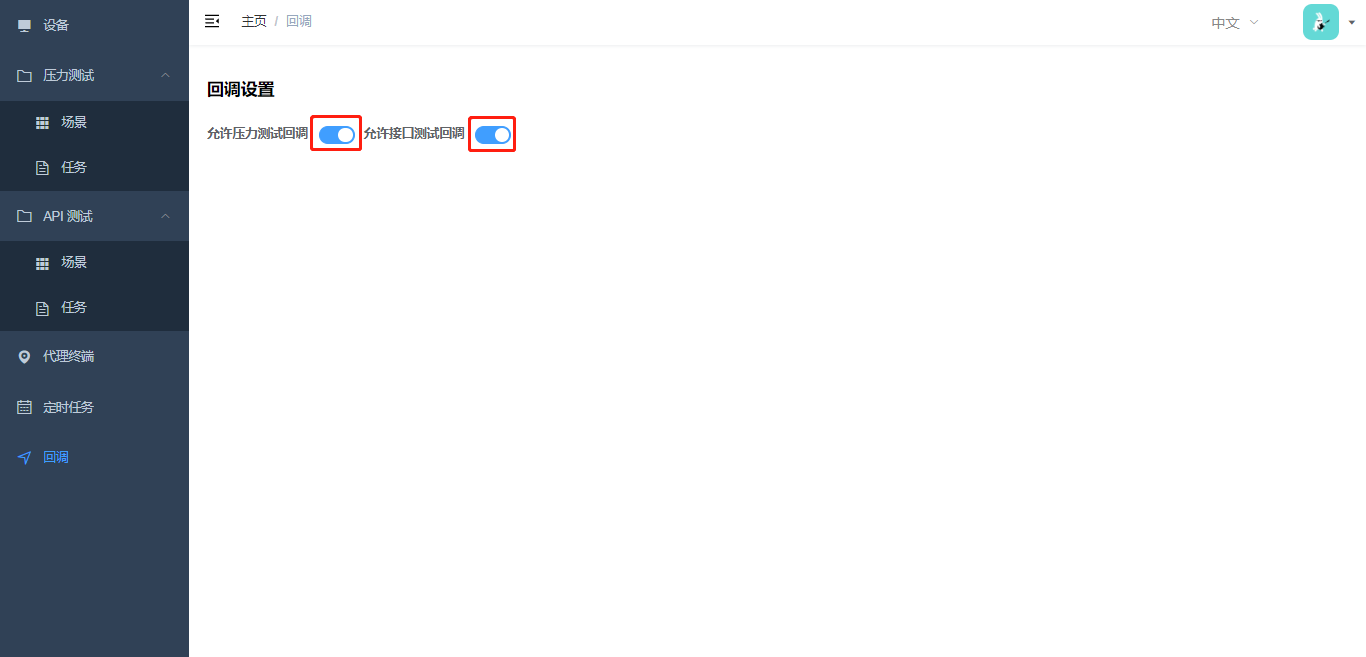 设备
压力测试
场景
任务
API 测试
场景
任务
代理终端
定时任务
回调
主页 / 回调
中文
回调设置
允许压力测试回调 允许接口测试回调